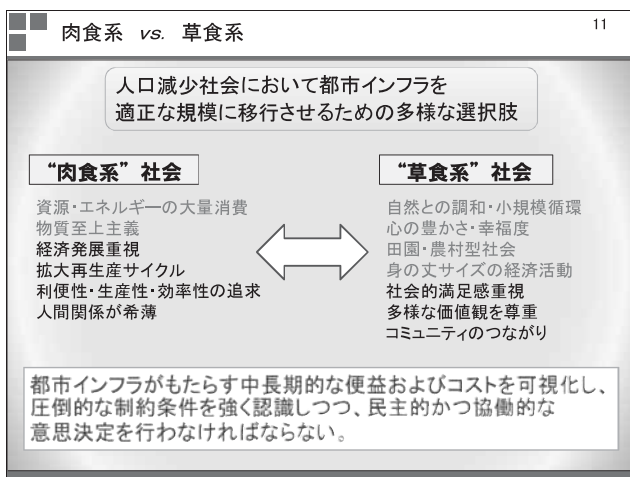 肉食系 vs. 草食系
11
人口減少社会において都市インフラを
適正な規模に移行させるための多様な選択肢
“肉食系”社会
資源・エネルギーの大量消費
物質至上主義
経済発展重視
拡大再生産サイクル
利便性・生産性・効率性の追求
人間関係が希薄
“草食系”社会
自然との調和・小規模循環
心の豊かさ・幸福度
田園・農村型社会
身の丈サイズの経済活動
社会的満足感重視
多様な価値観を尊重
コミュニティのつながり
都市インフラがもたらす中長期的な便益およびコストを可視化し、
圧倒的な制約条件を強く認識しつつ、民主的かつ協働的な
意思決定を行わなければならない。